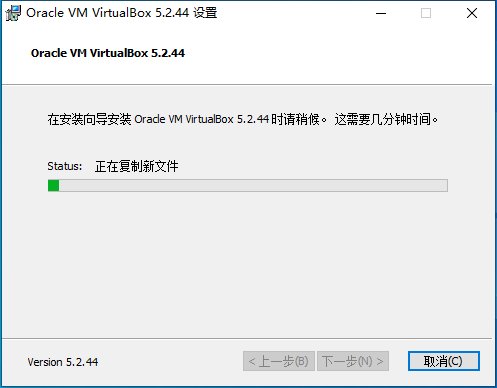 Oracle VM VirtualBox 5.2.44 设置
Oracle VM VirtualBox 5.2.44
在安装向导安装 Oracle VM VirtualBox 5.2.44 时请稍候。 这需要几分钟时间。
Status: 正在复制新文件
Version 5.2.44 < 上一步(B) 下一步(N) > 取消(C)